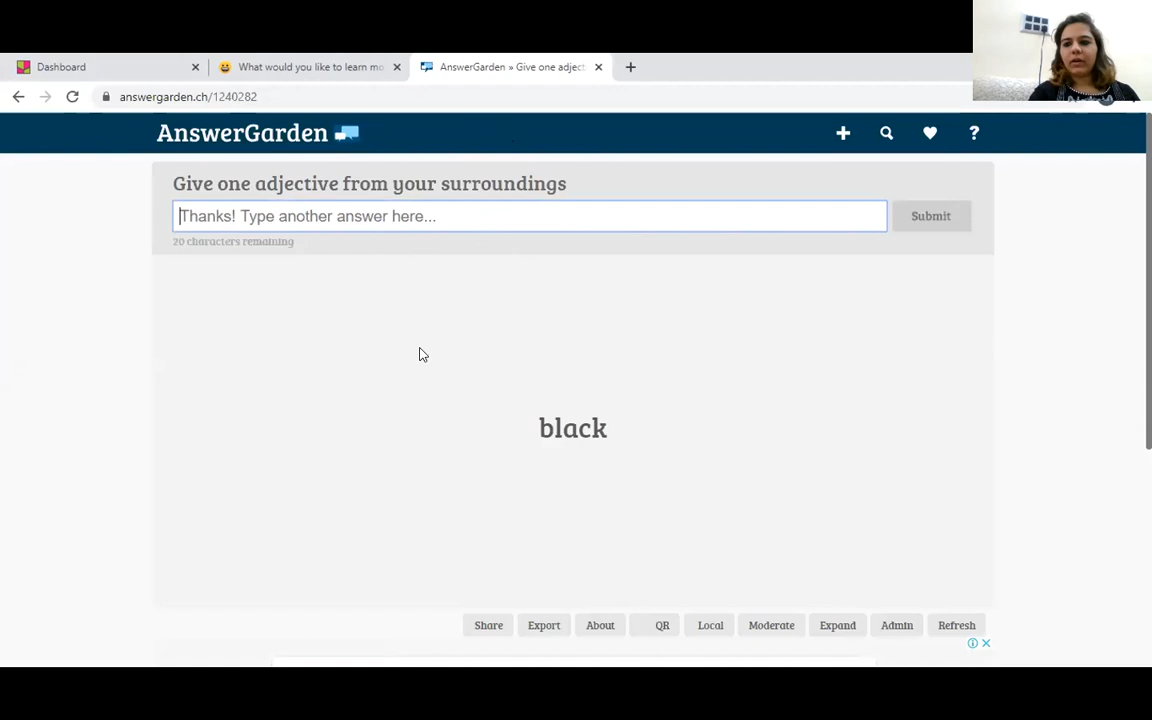 Dashboard
What would you like to learn mo
AnswerGarden » Give one adject
answergarden.ch/1240282
AnswerGarden
Give one adjective from your surroundings
Thanks! Type another answer here...
Submit
20 characters remaining
black
Share Export About QR Local Moderate Expand Admin Refresh